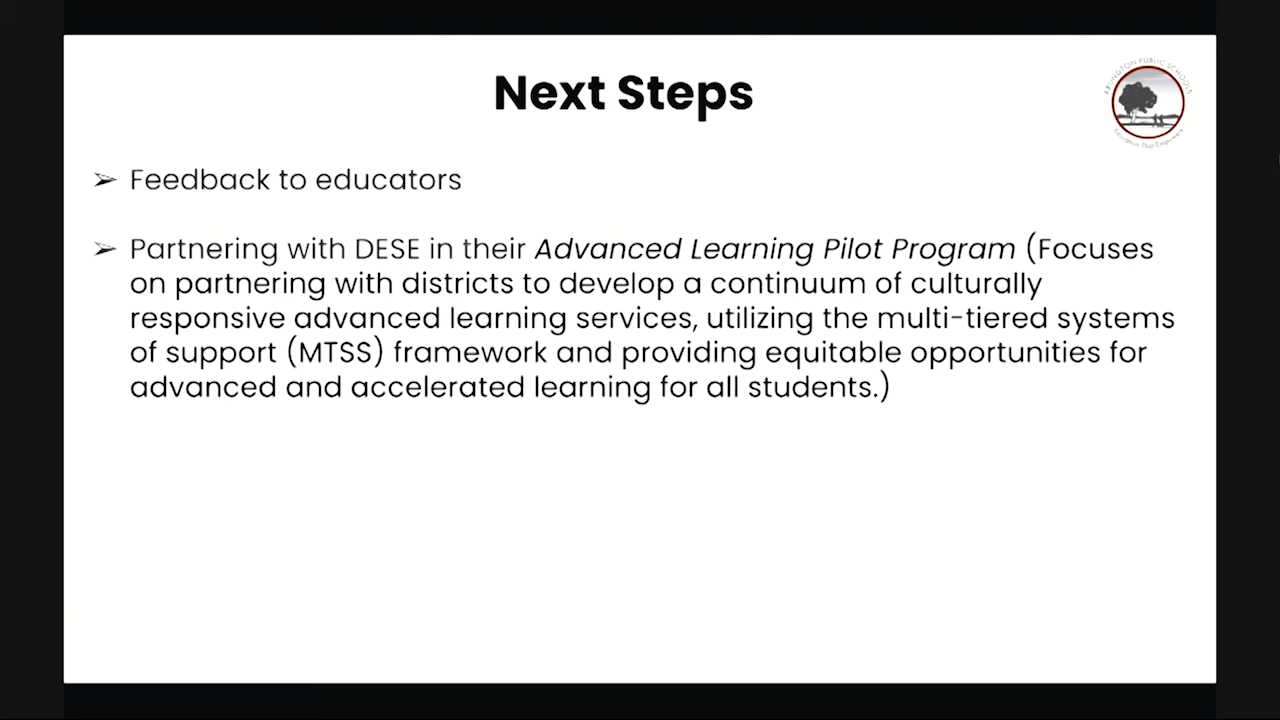 Next Steps
➢ Feedback to educators
➢ Partnering with DESE in their Advanced Learning Pilot Program (Focuses
on partnering with districts to develop a continuum of culturally
responsive advanced learning services, utilizing the multi-tiered systems
of support (MTSS) framework and providing equitable opportunities for
advanced and accelerated learning for all students.)
PUBLIC SCHOOLS